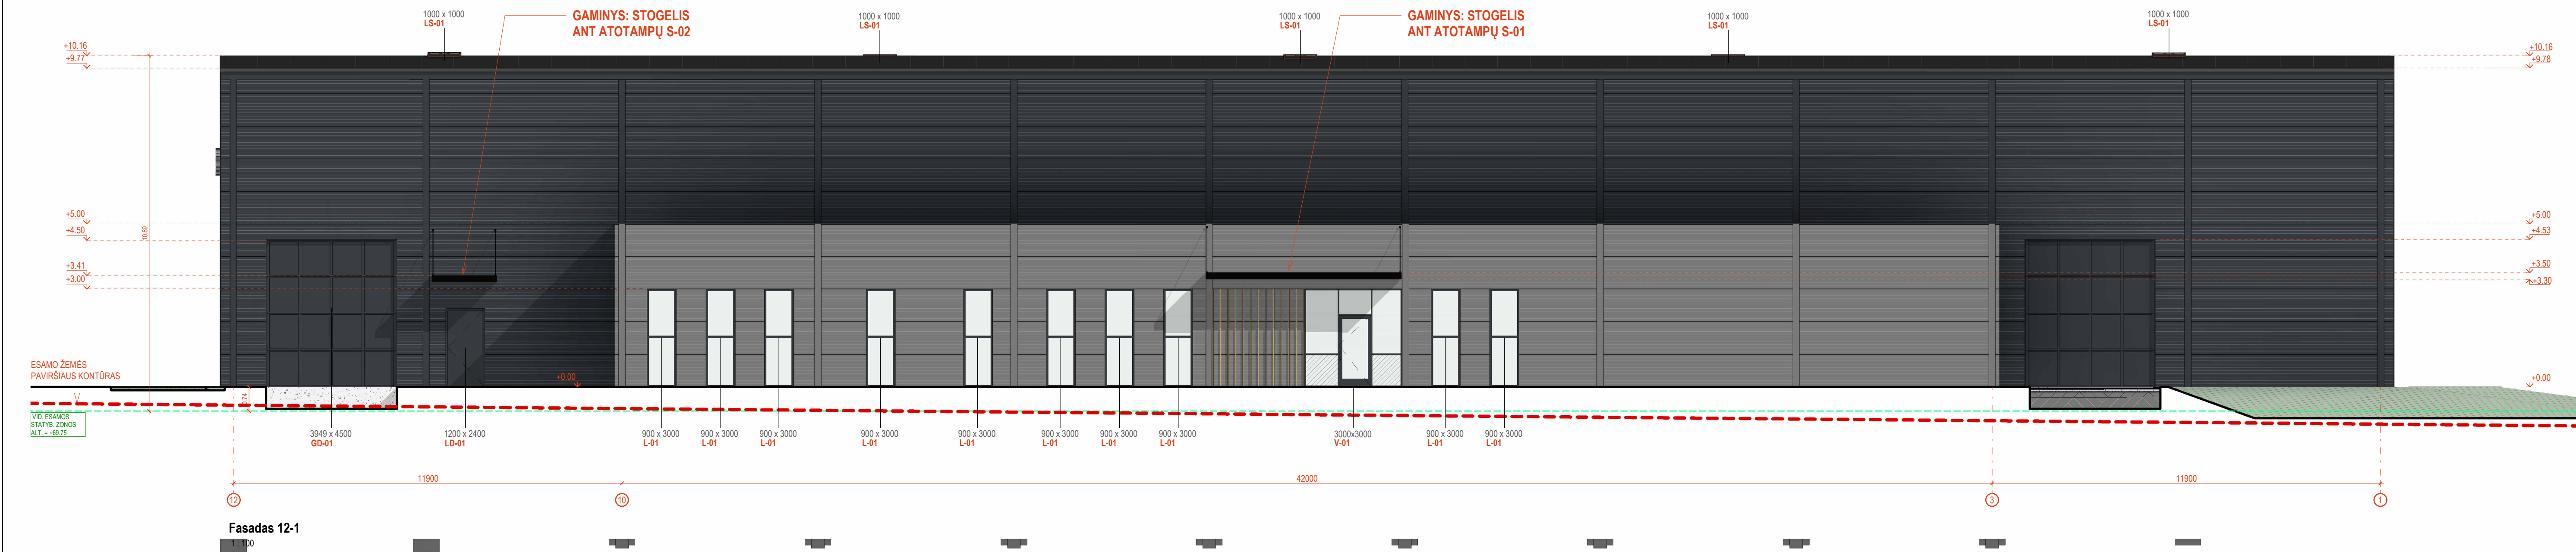 1000 x 1000
LS-01
GAMINYS: STOGELIS
ANT ATOTAMPŲ S-02
1000 x 1000
LS-01
1000 x 1000
LS-01
GAMINYS: STOGELIS
ANT ATOTAMPŲ S-01
1000 x 1000
LS-01
1000 x 1000
LS-01
+10.16
+9.77
+5.00
+4.50
+3.41
+3.00
10.89
+10.16
+9.78
+5.00
+4.53
+3.50
+3.30
+0.00
+0.00
ESAMO ŽEMĖS
PAVIRŠIAUS KONTŪRAS
0.74
VID. ESAMOS
STATYB. ZONOS
ALT. = +69.75
3949 x 4500
GD-01
1200 x 2400
LD-01
900 x 3000
L-01
900 x 3000
L-01
900 x 3000
L-01
900 x 3000
L-01
900 x 3000
L-01
900 x 3000
L-01
900 x 3000
L-01
900 x 3000
L-01
3000x3000
V-01
900 x 3000
L-01
900 x 3000
L-01
11900
42000
11900
12
10
3
1
Fasadas 12-1
1 : 100